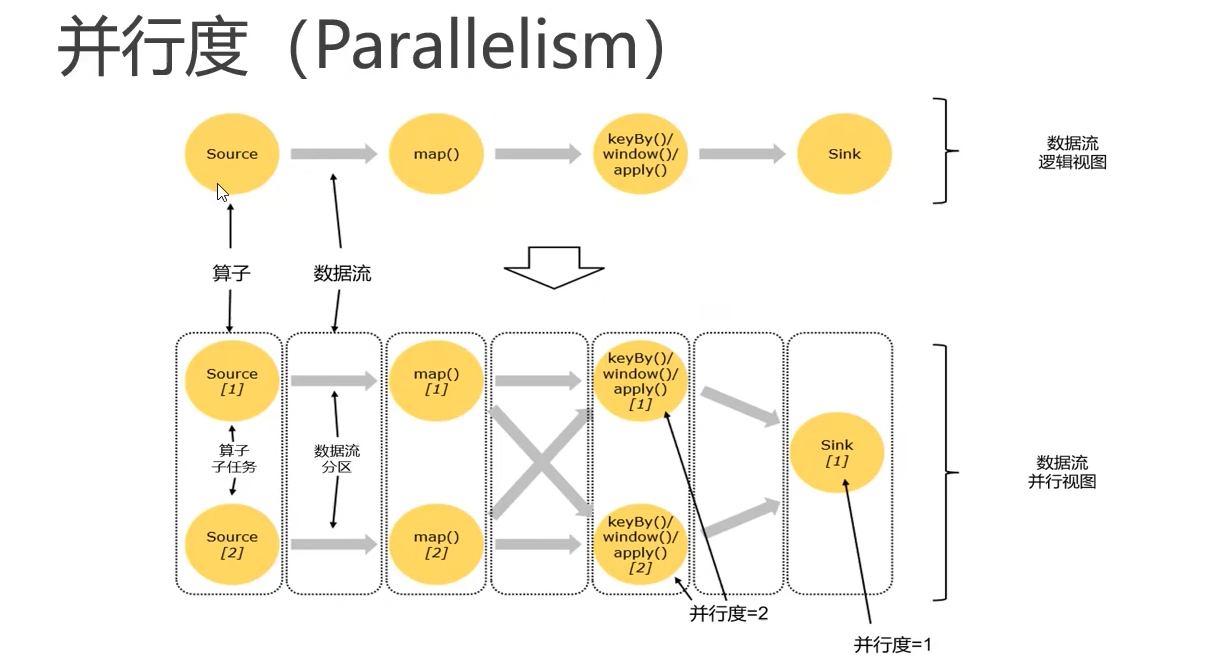 并行度（Parallelism）
Source
map()
keyBy()/
window()/
apply()
Sink
数据流
逻辑视图
算子
数据流
Source
[1]
map()
[1]
keyBy()/
window()/
apply()
[1]
算子
子任务
数据流
分区
Sink
[1]
数据流
并行视图
Source
[2]
map()
[2]
keyBy()/
window()/
apply()
[2]
并行度=2
并行度=1